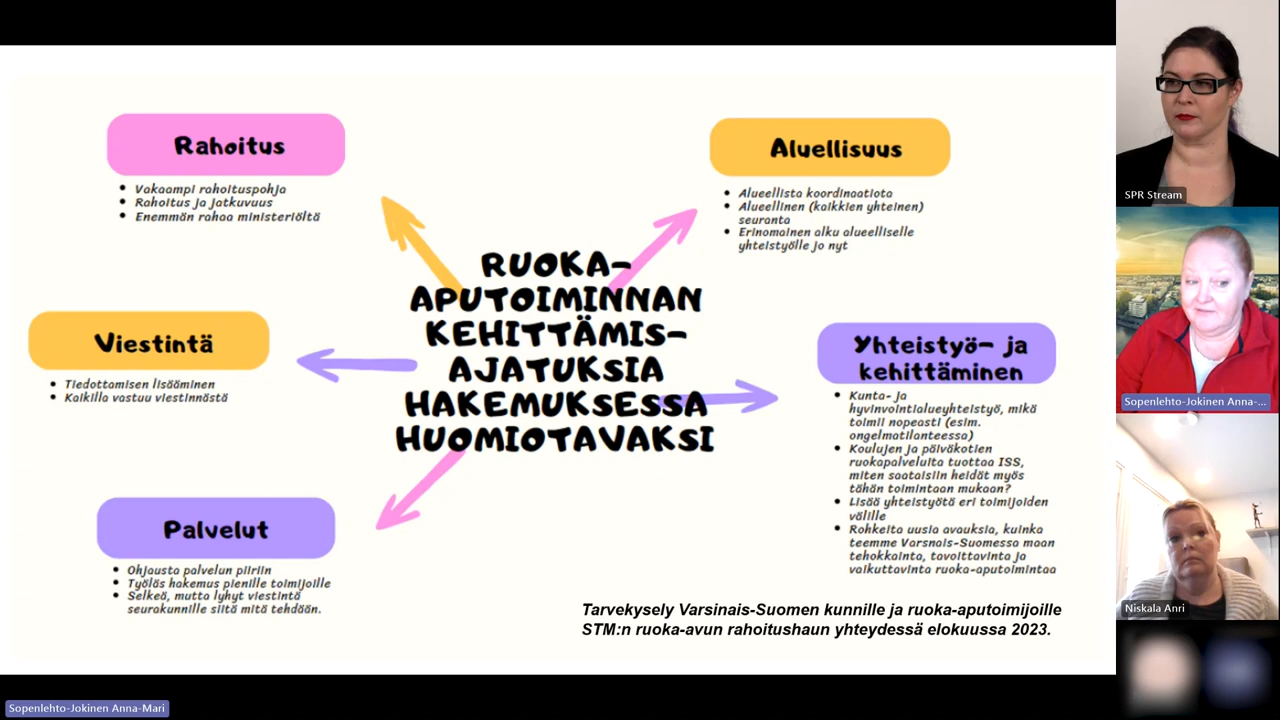 Rahoitus
Vakaampi rahoituspohja
Rahoitus ja jatkuvuus
Enemmän rahaa ministeriöltä
Aluellisuus
Alueellista koordinaatiota
Alueellinen (kaikkien yhteinen)
seuranta
Erinomainen alku alueelliselle
yhteistyölle jo nyt
RUOKA-
APUTOIMINNAN
KEHITTÄMIS-
AJATUKSIA
HAKEMUKSESSA
HUOMIOTAVAKSI
Viestintä
Tiedottamisen lisääminen
Kaikilla vastuu viestinnästä
Yhteistyö- ja
kehittäminen
Kunta- ja
hyvinvointialueyhteistyö, mikä
toimii nopeasti (esim.
ongelmatilanteessa)
Koulujen ja päiväkotien
ruokapalveluita tuottaa ISS,
miten saataisiin heidät myös
tähän toimintaan mukaan?
Lisää yhteistyötä eri toimijoiden
välille
Rohkeita uusia avauksia, kuinka
teemme Varsnais-Suomessa maan
tehokkainta, tavoittavinta ja
vaikuttavinta ruoka-aputoimintaa
Palvelut
Ohjausta palvelun piiriin
Työläs hakemus pienille toimijoille
Selkeä, mutta lyhyt viestintä
seurakunnille siitä mitä tehdään.
Tarvekysely Varsinais-Suomen kunnille ja ruoka-aputoimijoille
STM:n ruoka-avun rahoitushaun yhteydessä elokuussa 2023.
SPR Stream
Sopenlehto-Jokinen Anna-...
Niskala Anri
Sopenlehto-Jokinen Anna-Mari